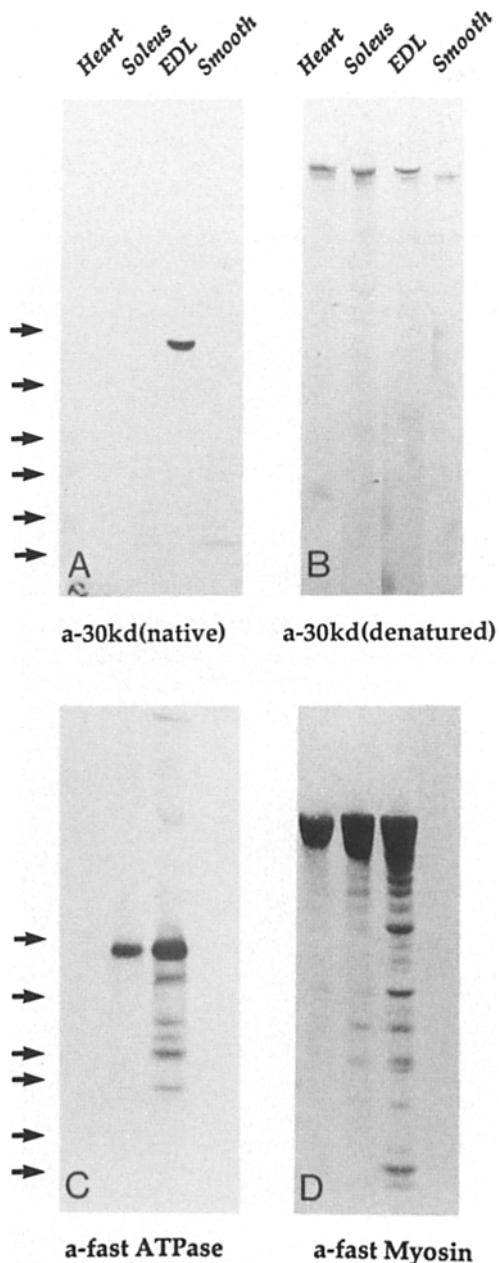 Heart Soleus EDL Smooth Heart Soleus EDL Smooth
A B
a-30kd(native) a-30kd(denatured)
C D
a-fast ATPase a-fast Myosin